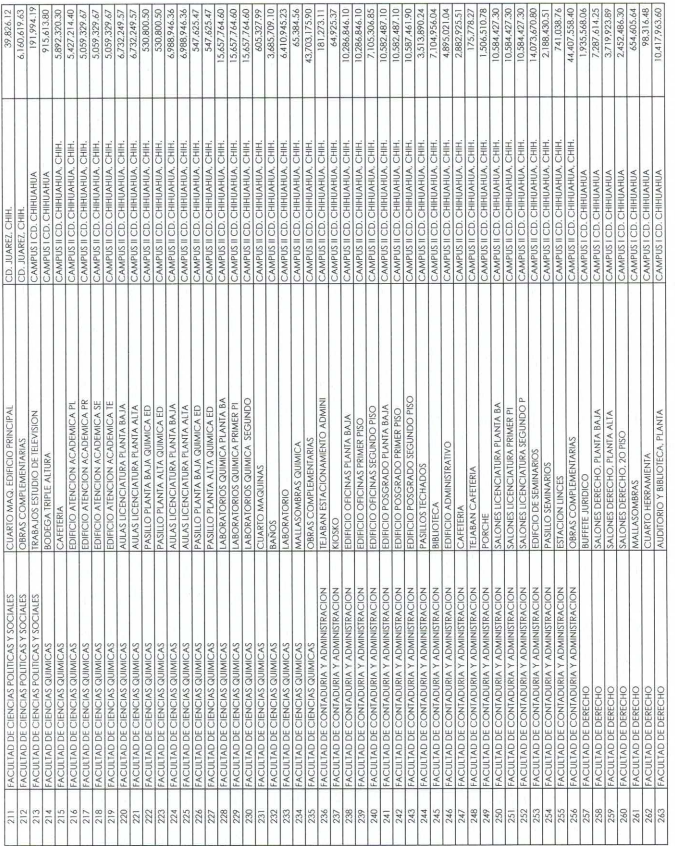 211 FACULTAD DE CIENCIAS POLÍTICAS Y SOCIALES CUARTO MAQ. EDIFICIO PRINCIPAL CD. JUAREZ, CHIH. 39,826.12
212 FACULTAD DE CIENCIAS POLÍTICAS Y SOCIALES OBRAS COMPLEMENTARIAS CD. JUAREZ, CHIH. 6,160,619.63
213 FACULTAD DE CIENCIAS POLÍTICAS Y SOCIALES TRABAJOS ESTUDIO DE TELEVISION CAMPUS I CD. CHIHUAHUA 191,994.19
214 FACULTAD DE CIENCIAS QUIMICAS BODEGA TRIPLE ALTURA CAMPUS I CD. CHIHUAHUA 915,613.80
215 FACULTAD DE CIENCIAS QUIMICAS CAFETERIA CAMPUS II CD. CHIHUAHUA, CHIH. 5,892,320.30
216 FACULTAD DE CIENCIAS QUIMICAS EDIFICIO ATENCION ACADEMICA PL CAMPUS II CD. CHIHUAHUA, CHIH. 5,427,618.40
217 FACULTAD DE CIENCIAS QUIMICAS EDIFICIO ATENCION ACADEMICA PR CAMPUS II CD. CHIHUAHUA, CHIH. 5,059,329.67
218 FACULTAD DE CIENCIAS QUIMICAS EDIFICIO ATENCION ACADEMICA SE CAMPUS II CD. CHIHUAHUA, CHIH. 5,059,329.67
219 FACULTAD DE CIENCIAS QUIMICAS EDIFICIO ATENCION ACADEMICA TE CAMPUS II CD. CHIHUAHUA, CHIH. 5,059,329.67
220 FACULTAD DE CIENCIAS QUIMICAS AULAS LICENCIATURA PLANTA BAJA CAMPUS II CD. CHIHUAHUA, CHIH. 6,732,249.57
221 FACULTAD DE CIENCIAS QUIMICAS AULAS LICENCIATURA PLANTA ALTA CAMPUS II CD. CHIHUAHUA, CHIH. 6,732,249.57
222 FACULTAD DE CIENCIAS QUIMICAS PASILLO PLANTA BAJA QUIMICA ED CAMPUS II CD. CHIHUAHUA, CHIH. 530,800.50
223 FACULTAD DE CIENCIAS QUIMICAS PASILLO PLANTA ALTA QUIMICA ED CAMPUS II CD. CHIHUAHUA, CHIH. 530,800.50
224 FACULTAD DE CIENCIAS QUIMICAS AULAS LICENCIATURA PLANTA BAJA CAMPUS II CD. CHIHUAHUA, CHIH. 6,988,946.36
225 FACULTAD DE CIENCIAS QUIMICAS AULAS LICENCIATURA PLANTA ALTA CAMPUS II CD. CHIHUAHUA, CHIH. 6,988,946.36
226 FACULTAD DE CIENCIAS QUIMICAS PASILLO PLANTA BAJA QUIMICA ED CAMPUS II CD. CHIHUAHUA, CHIH. 547,625.47
227 FACULTAD DE CIENCIAS QUIMICAS PASILLO PLANTA ALTA QUIMICA ED CAMPUS II CD. CHIHUAHUA, CHIH. 547,625.47
228 FACULTAD DE CIENCIAS QUIMICAS LABORATORIOS QUIMICA PLANTA BA CAMPUS II CD. CHIHUAHUA, CHIH. 15,657,764.60
229 FACULTAD DE CIENCIAS QUIMICAS LABORATORIOS QUIMICA PRIMER PI CAMPUS II CD. CHIHUAHUA, CHIH. 15,657,764.60
230 FACULTAD DE CIENCIAS QUIMICAS LABORATORIOS QUIMICA SEGUNDO CAMPUS II CD. CHIHUAHUA, CHIH. 15,657,764.60
231 FACULTAD DE CIENCIAS QUIMICAS CUARTO MAQUINAS CAMPUS II CD. CHIHUAHUA, CHIH. 605,327.99
232 FACULTAD DE CIENCIAS QUIMICAS BAÑOS CAMPUS II CD. CHIHUAHUA, CHIH. 3,685,709.10
233 FACULTAD DE CIENCIAS QUIMICAS LABORATORIO CAMPUS II CD. CHIHUAHUA, CHIH. 6,410,945.23
234 FACULTAD DE CIENCIAS QUIMICAS MALLASOMBRAS QUIMICA CAMPUS II CD. CHIHUAHUA, CHIH. 65,384.56
235 FACULTAD DE CIENCIAS QUIMICAS OBRAS COMPLEMENTARIAS CAMPUS II CD. CHIHUAHUA, CHIH. 43,703,175.90
236 FACULTAD DE CONTADURIA Y ADMINISTRACION TEJABAN ESTACIONAMIENTO ADMINI CAMPUS II CD. CHIHUAHUA, CHIH. 181,273.11
237 FACULTAD DE CONTADURIA Y ADMINISTRACION KIOSKO CAMPUS II CD. CHIHUAHUA, CHIH. 64,925.37
238 FACULTAD DE CONTADURIA Y ADMINISTRACION EDIFICIO OFICINAS PLANTA BAJA CAMPUS II CD. CHIHUAHUA, CHIH. 10,286,846.10
239 FACULTAD DE CONTADURIA Y ADMINISTRACION EDIFICIO OFICINAS PRIMER PISO CAMPUS II CD. CHIHUAHUA, CHIH. 10,286,846.10
240 FACULTAD DE CONTADURIA Y ADMINISTRACION EDIFICIO OFICINAS SEGUNDO PISO CAMPUS II CD. CHIHUAHUA, CHIH. 7,105,306.85
241 FACULTAD DE CONTADURIA Y ADMINISTRACION EDIFICIO POSGRADO PLANTA BAJA CAMPUS II CD. CHIHUAHUA, CHIH. 10,582,487.10
242 FACULTAD DE CONTADURIA Y ADMINISTRACION EDIFICIO POSGRADO PRIMER PISO CAMPUS II CD. CHIHUAHUA, CHIH. 10,582,487.10
243 FACULTAD DE CONTADURIA Y ADMINISTRACION EDIFICIO POSGRADO SEGUNDO PISO CAMPUS II CD. CHIHUAHUA, CHIH. 10,587,461.90
244 FACULTAD DE CONTADURIA Y ADMINISTRACION PASILLOS TECHADOS CAMPUS II CD. CHIHUAHUA, CHIH. 3,513,890.24
245 FACULTAD DE CONTADURIA Y ADMINISTRACION BIBLIOTECA CAMPUS II CD. CHIHUAHUA, CHIH. 7,104,956.04
246 FACULTAD DE CONTADURIA Y ADMINISTRACION EDIFICIO ADMINISTRATIVO CAMPUS II CD. CHIHUAHUA, CHIH. 4,895,021.04
247 FACULTAD DE CONTADURIA Y ADMINISTRACION CAFETERIA CAMPUS II CD. CHIHUAHUA, CHIH. 2,882,925.51
248 FACULTAD DE CONTADURIA Y ADMINISTRACION TEJABAN CAFETERIA CAMPUS II CD. CHIHUAHUA, CHIH. 175,778.27
249 FACULTAD DE CONTADURIA Y ADMINISTRACION PORCHE CAMPUS II CD. CHIHUAHUA, CHIH. 1,506,510.78
250 FACULTAD DE CONTADURIA Y ADMINISTRACION SALONES LICENCIATURA PLANTA BA CAMPUS II CD. CHIHUAHUA, CHIH. 10,584,427.30
251 FACULTAD DE CONTADURIA Y ADMINISTRACION SALONES LICENCIATURA PRIMER PI CAMPUS II CD. CHIHUAHUA, CHIH. 10,584,427.30
252 FACULTAD DE CONTADURIA Y ADMINISTRACION SALONES LICENCIATURA SEGUNDO P CAMPUS II CD. CHIHUAHUA, CHIH. 10,584,427.30
253 FACULTAD DE CONTADURIA Y ADMINISTRACION EDIFICIO DE SEMINARIOS CAMPUS II CD. CHIHUAHUA, CHIH. 14,073,609.80
254 FACULTAD DE CONTADURIA Y ADMINISTRACION PASILLO SEMINARIOS CAMPUS II CD. CHIHUAHUA, CHIH. 2,188,430.51
255 FACULTAD DE CONTADURIA Y ADMINISTRACION ESTACIONES CAMPUS II CD. CHIHUAHUA, CHIH. 741,038.76
256 FACULTAD DE CONTADURIA Y ADMINISTRACION OBRAS COMPLEMENTARIAS CAMPUS II CD. CHIHUAHUA, CHIH. 44,407,558.40
257 FACULTAD DE DERECHO BUFFETE JURIDICO CAMPUS I CD. CHIHUAHUA 1,935,568.06
258 FACULTAD DE DERECHO SALONES DERECHO, PLANTA BAJA CAMPUS I CD. CHIHUAHUA 7,287,614.25
259 FACULTAD DE DERECHO SALONES DERECHO, PLANTA ALTA CAMPUS I CD. CHIHUAHUA 3,719,923.89
260 FACULTAD DE DERECHO SALONES DERECHO, 2O PISO CAMPUS I CD. CHIHUAHUA 2,452,486.30
261 FACULTAD DE DERECHO MALLASOMBRAS CAMPUS I CD. CHIHUAHUA 654,605.64
262 FACULTAD DE DERECHO CUARTO HERRAMIENTA CAMPUS I CD. CHIHUAHUA 98,316.48
263 FACULTAD DE DERECHO AUDITORIO Y BIBLIOTECA, PLANTA CAMPUS I CD. CHIHUAHUA 10,417,963.60